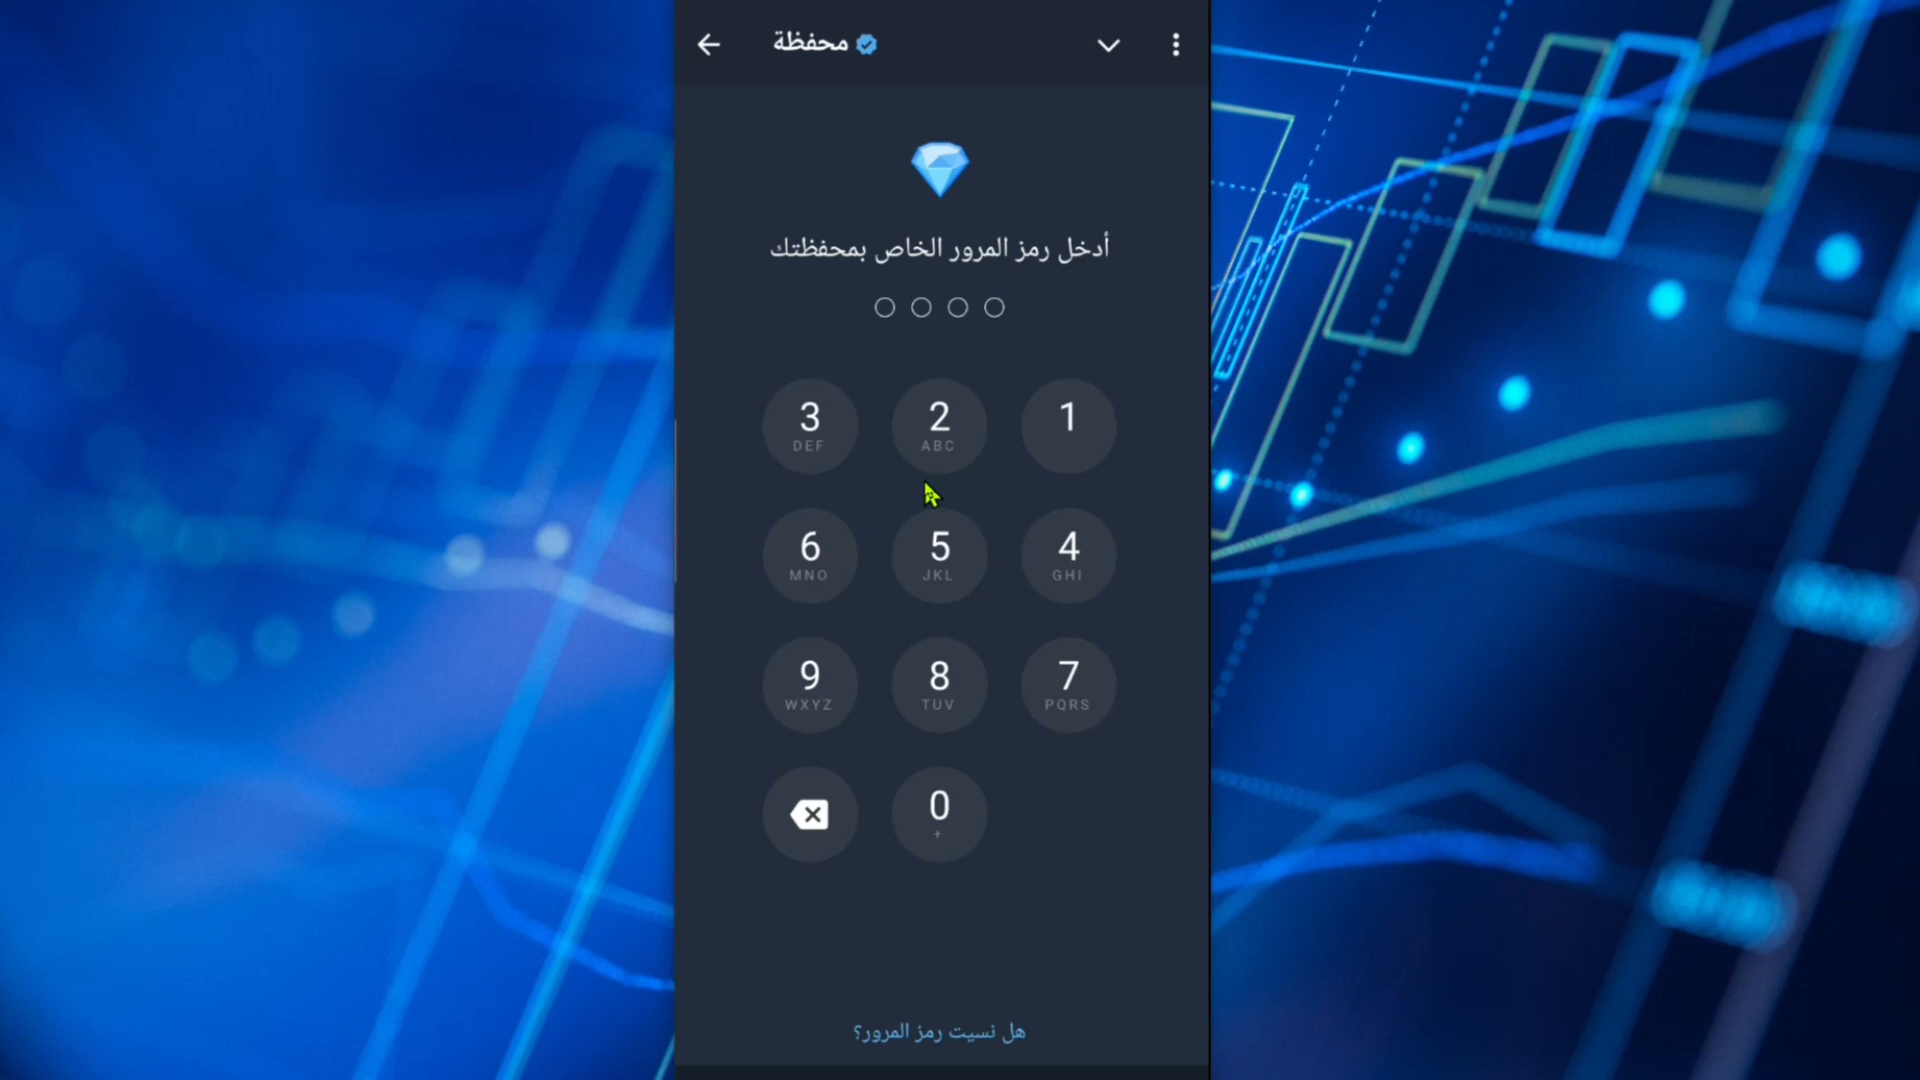 محفظة
أدخل رمز المرور الخاص بمحفظتك
3 2 1
DEF ABC
6 5 4
MNO JKL GHI
9 8 7
WXYZ TUV PQRS
0
+
هل نسيت رمز المرور؟